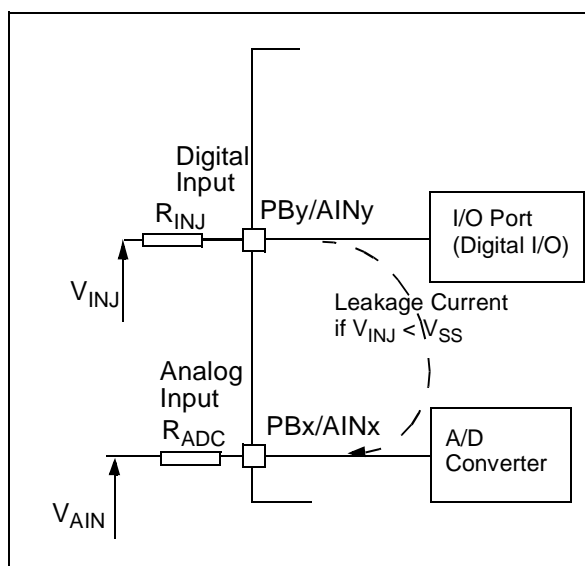 Digital
Input
R_INJ
PBy/AINy
I/O Port
(Digital I/O)
V_INJ
Leakage Current
if V_INJ < V_SS
Analog
Input
R_ADC
PBx/AINx
A/D
Converter
V_AIN